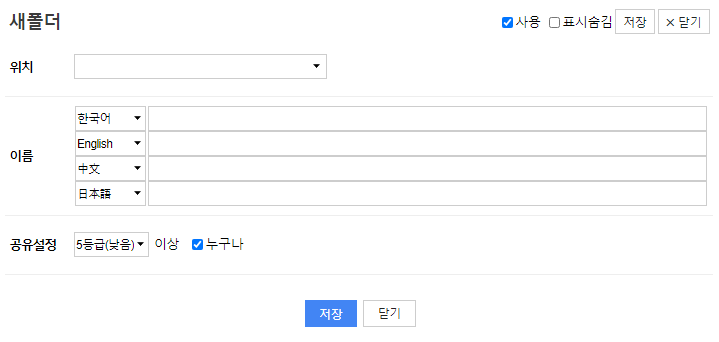 새폴더
사용 표시숨김 저장 × 닫기
위치
이름
한국어
English
中文
日本語
공유설정 5등급(낮음) 이상 누구나
저장 닫기